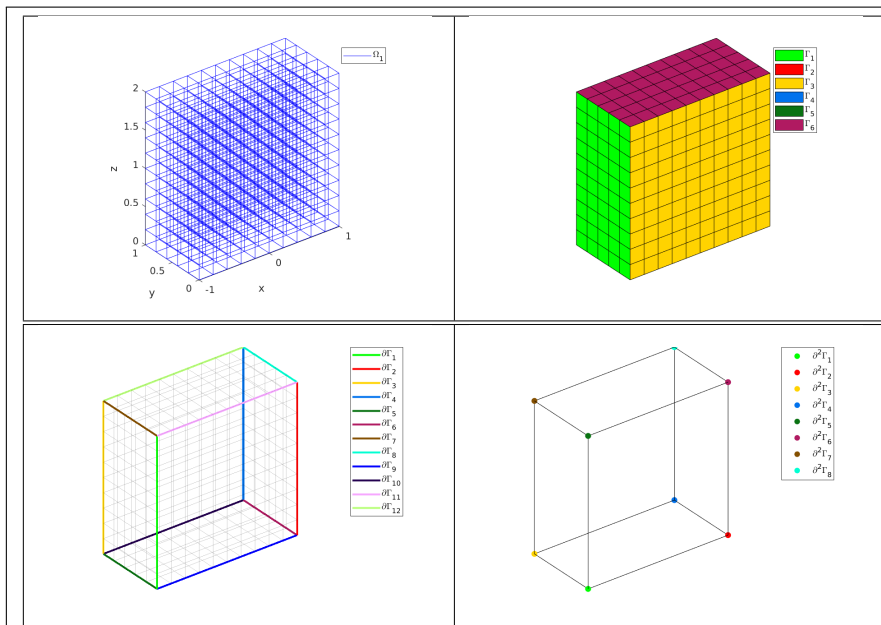 Ω₁
2
1.5
1
0.5
0
1
0.5
0
-1
0
1
z
y
x
Γ₁
Γ₂
Γ₃
Γ₄
Γ₅
Γ₆
∂Γ₁
∂Γ₂
∂Γ₃
∂Γ₄
∂Γ₅
∂Γ₆
∂Γ₇
∂Γ₈
∂Γ₉
∂Γ₁₀
∂Γ₁₁
∂Γ₁₂
∂²Γ₁
∂²Γ₂
∂²Γ₃
∂²Γ₄
∂²Γ₅
∂²Γ₆
∂²Γ₇
∂²Γ₈